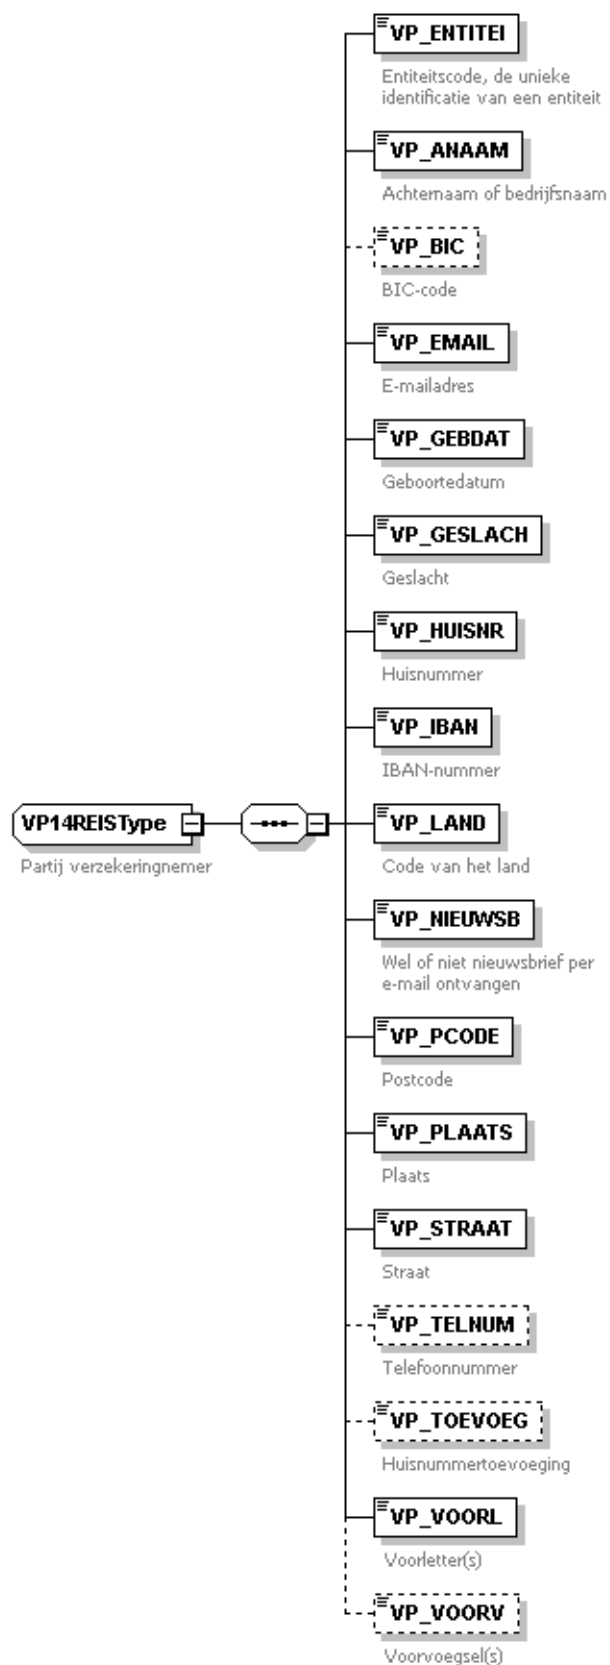 VP_ENTITEI
Entiteitscode, de unieke
identificatie van een entiteit
VP_ANAAM
Achternaam of bedrijfsnaam
VP_BIC
BIC-code
VP_EMAIL
E-mailadres
VP_GEBDAT
Geboortedatum
VP_GESLACH
Geslacht
VP_HUISNR
Huisnummer
VP_IBAN
IBAN-nummer
VP14REISType
Partij verzekeringnemer
VP_LAND
Code van het land
VP_NIEUWSB
Wel of niet nieuwsbrief per
e-mail ontvangen
VP_PCODE
Postcode
VP_PLAATS
Plaats
VP_STRAAT
Straat
VP_TELNUM
Telefoonnummer
VP_TOEVOEG
Huisnummertoevoeging
VP_VOORL
Voorletter(s)
VP_VOORV
Voorvoegsel(s)